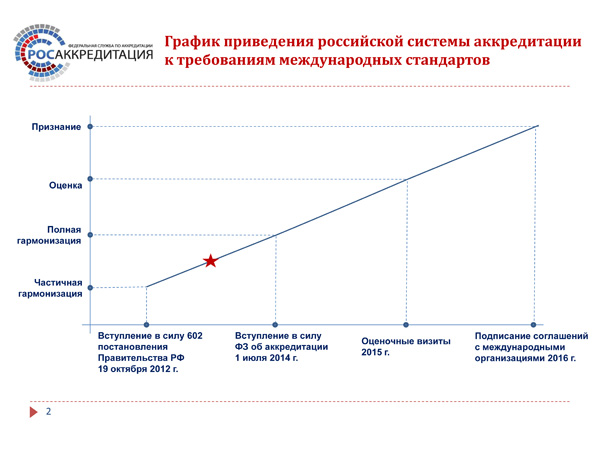 ФЕДЕРАЛЬНАЯ СЛУЖБА ПО АККРЕДИТАЦИИ
РОСАККРЕДИТАЦИЯ
График приведения российской системы аккредитации
к требованиям международных стандартов
Признание
Оценка
Полная
гармонизация
Частичная
гармонизация
Вступление в силу 602
постановления
Правительства РФ
19 октября 2012 г.
Вступление в силу
ФЗ об аккредитации
1 июля 2014 г.
Оценочные визиты
2015 г.
Подписание соглашений
с международными
организациями 2016 г.
2